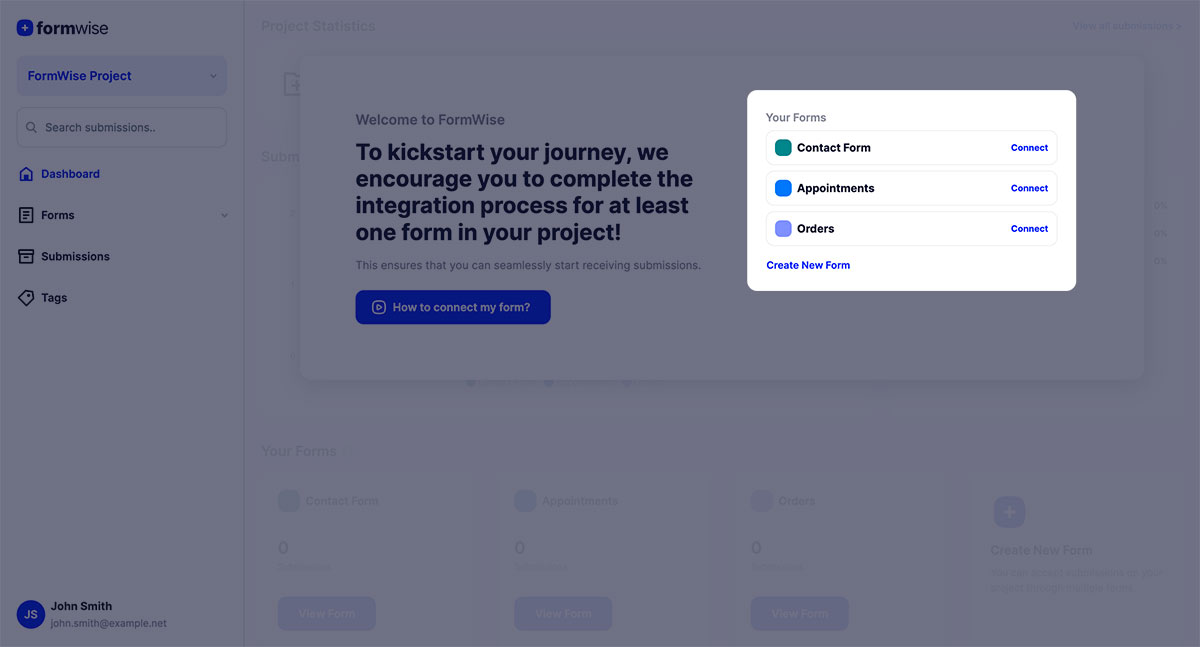 formwise
FormWise Project
Search submissions..
Dashboard
Forms
Submissions
Tags
JS
John Smith
john.smith@example.net
Project Statistics
View all submissions >
Welcome to FormWise
To kickstart your journey, we
encourage you to complete the
integration process for at least
one form in your project!
This ensures that you can seamlessly start receiving submissions.
How to connect my form?
Your Forms
Contact Form
Connect
Appointments
Connect
Orders
Connect
Create New Form
Subm
0%
0%
0%
Your Forms
Contact Form
0
Submissions
View Form
Appointments
0
Submissions
View Form
Orders
0
Submissions
View Form
Create New Form
You can accept submissions on your
project through multiple forms.